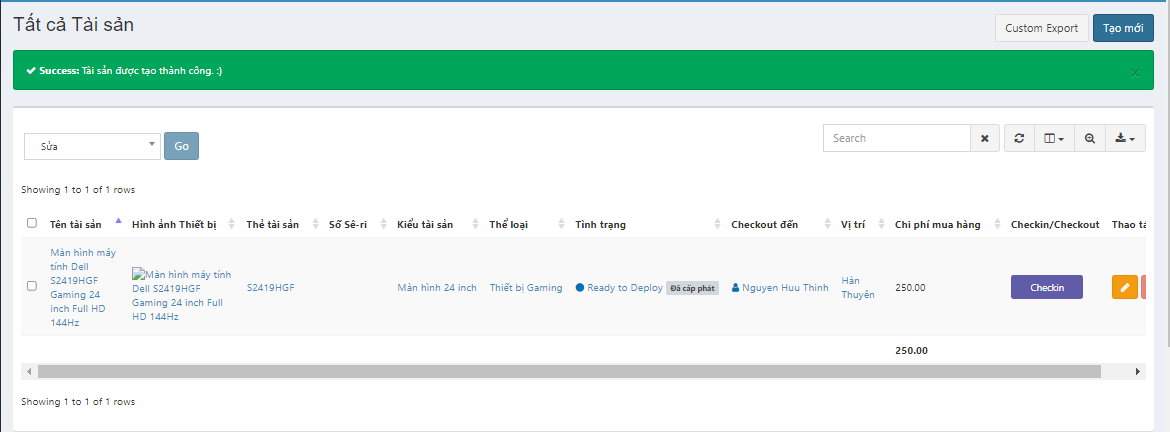 Tất cả Tài sản
Custom Export
Tạo mới
Success: Tài sản được tạo thành công. :)
×
Sửa
Go
Search
Showing 1 to 1 of 1 rows
Tên tài sản
Hình ảnh Thiết bị
Thẻ tài sản
Số Sê-ri
Kiểu tài sản
Thể loại
Tình trạng
Checkout đến
Vị trí
Chi phí mua hàng
Checkin/Checkout
Thao tá
Màn hình máy
tính Dell
S2419HGF
Gaming 24
inch Full HD
144Hz
Màn hình máy tính
Dell S2419HGF
Gaming 24 inch Full
HD 144Hz
S2419HGF
Màn hình 24 inch
Thiết bị Gaming
Ready to Deploy Đã cấp phát
Nguyen Huu Thinh
Hàn
Thuyên
250.00
Checkin
250.00
Showing 1 to 1 of 1 rows